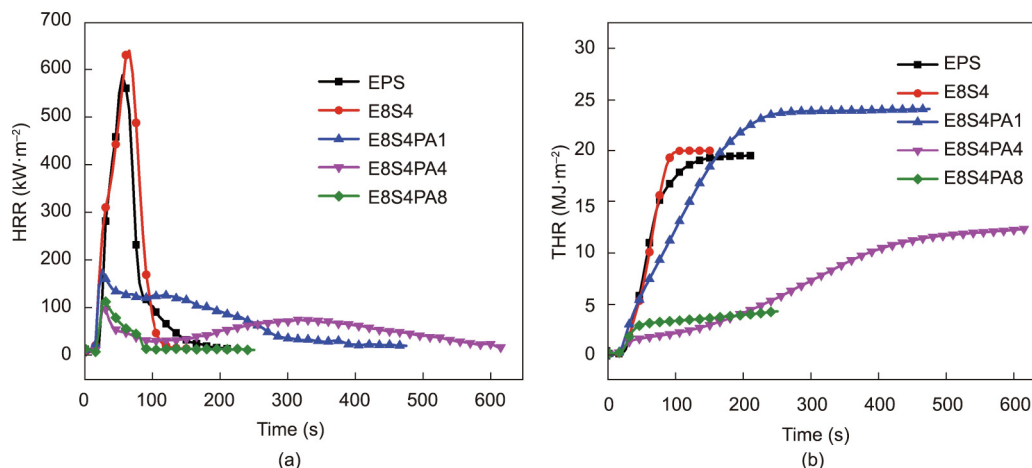 700
600
500
400
300
200
100
0
HRR (kW·m⁻²)
EPS
E8S4
E8S4PA1
E8S4PA4
E8S4PA8
0 100 200 300 400 500 600
Time (s)
(a)
30
25
20
15
10
5
0
THR (MJ·m⁻²)
EPS
E8S4
E8S4PA1
E8S4PA4
E8S4PA8
0 100 200 300 400 500 600
Time (s)
(b)